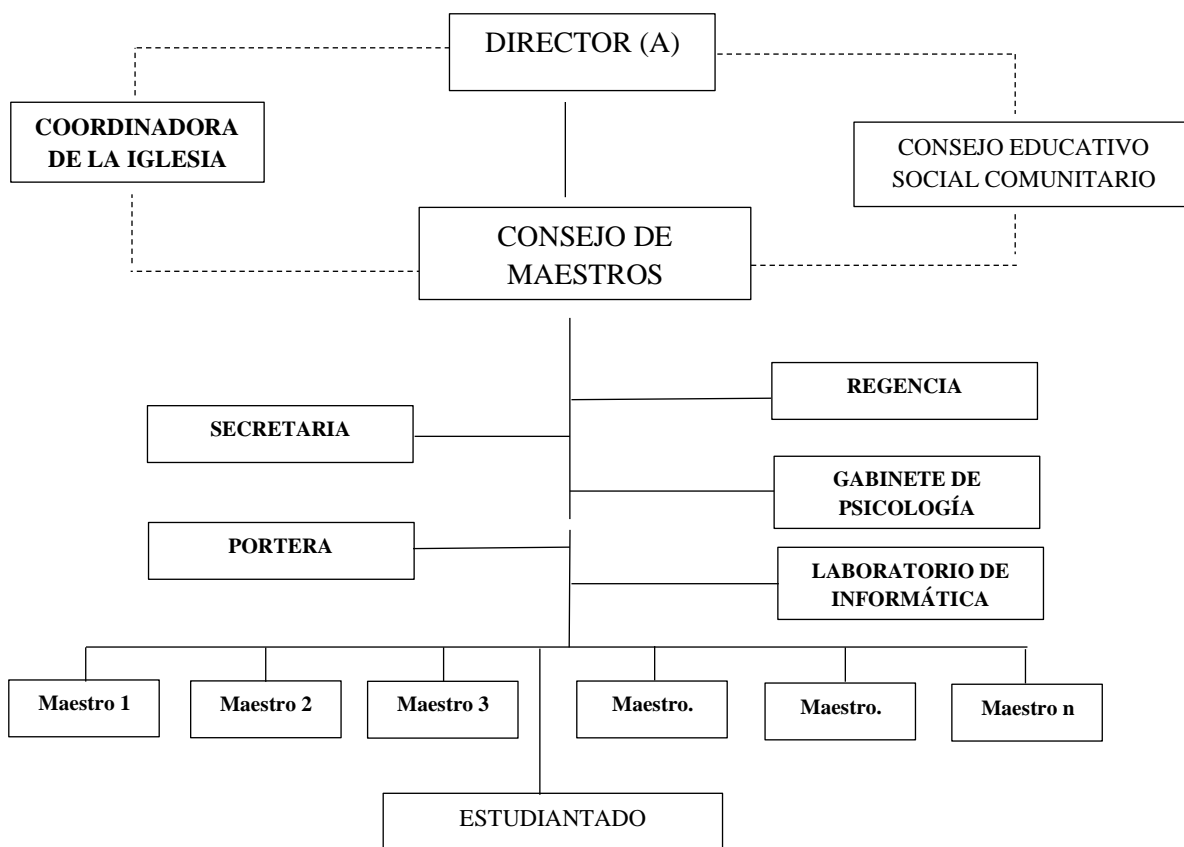 DIRECTOR (A)
COORDINADORA
DE LA IGLESIA
CONSEJO EDUCATIVO
SOCIAL COMUNITARIO
CONSEJO DE
MAESTROS
REGENCIA
SECRETARIA
GABINETE DE
PSICOLOGÍA
PORTERA
LABORATORIO DE
INFORMÁTICA
Maestro 1
Maestro 2
Maestro 3
Maestro.
Maestro.
Maestro n
ESTUDIANTADO